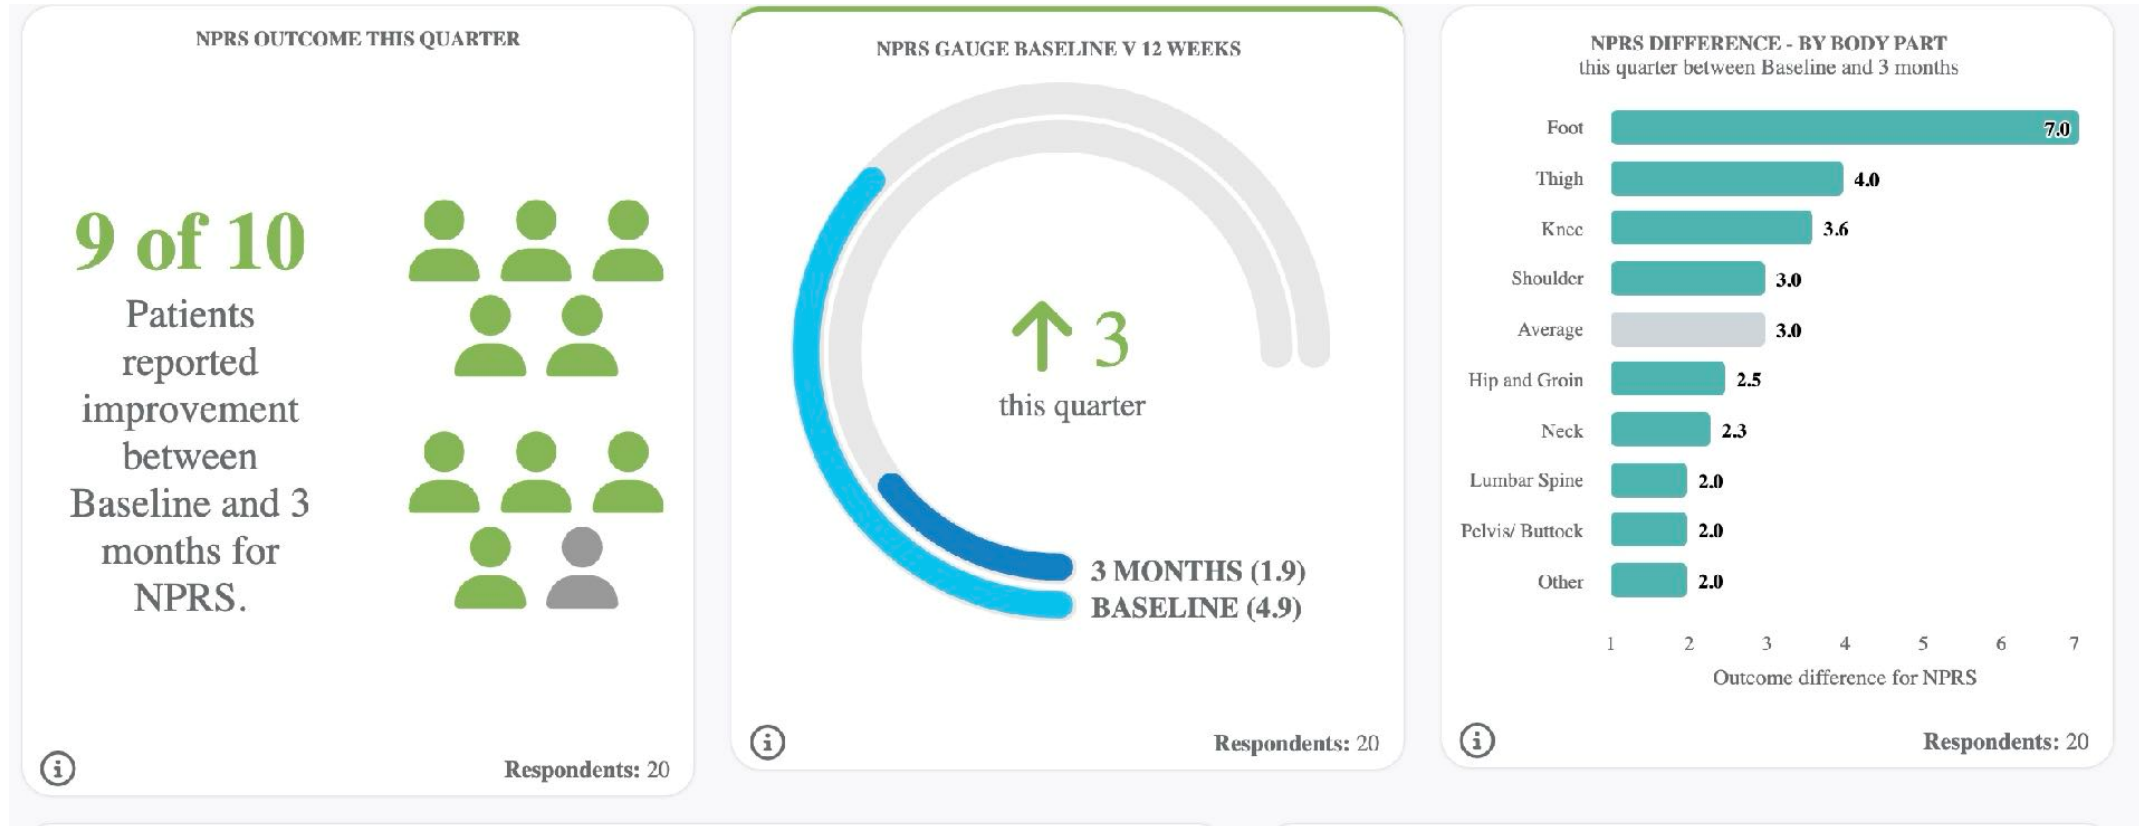 NPRS OUTCOME THIS QUARTER
9 of 10
Patients
reported
improvement
between
Baseline and 3
months for
NPRS.
Respondents: 20
NPRS GAUGE BASELINE V 12 WEEKS
↑ 3
this quarter
3 MONTHS (1.9)
BASELINE (4.9)
Respondents: 20
NPRS DIFFERENCE - BY BODY PART
this quarter between Baseline and 3 months
Foot 7.0
Thigh 4.0
Knee 3.6
Shoulder 3.0
Average 3.0
Hip and Groin 2.5
Neck 2.3
Lumbar Spine 2.0
Pelvis/ Buttock 2.0
Other 2.0
1 2 3 4 5 6 7
Outcome difference for NPRS
Respondents: 20